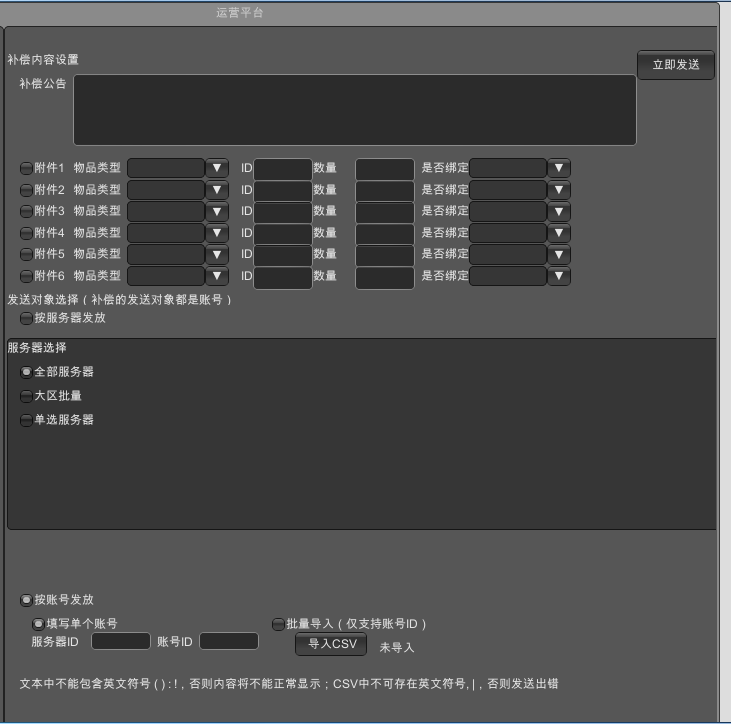 运营平台
补偿内容设置
立即发送
补偿公告
附件1 物品类型 ▼ ID 数量 是否绑定 ▼
附件2 物品类型 ▼ ID 数量 是否绑定 ▼
附件3 物品类型 ▼ ID 数量 是否绑定 ▼
附件4 物品类型 ▼ ID 数量 是否绑定 ▼
附件5 物品类型 ▼ ID 数量 是否绑定 ▼
附件6 物品类型 ▼ ID 数量 是否绑定 ▼
发送对象选择（补偿的发送对象都是账号）
按服务器发放
服务器选择
全部服务器
大区批量
单选服务器
按账号发放
填写单个账号 批量导入（仅支持账号ID）
服务器ID 账号ID 导入CSV 未导入
文本中不能包含英文符号 ( ) : ! , 否则内容将不能正常显示；CSV中不可存在英文符号, | , 否则发送出错